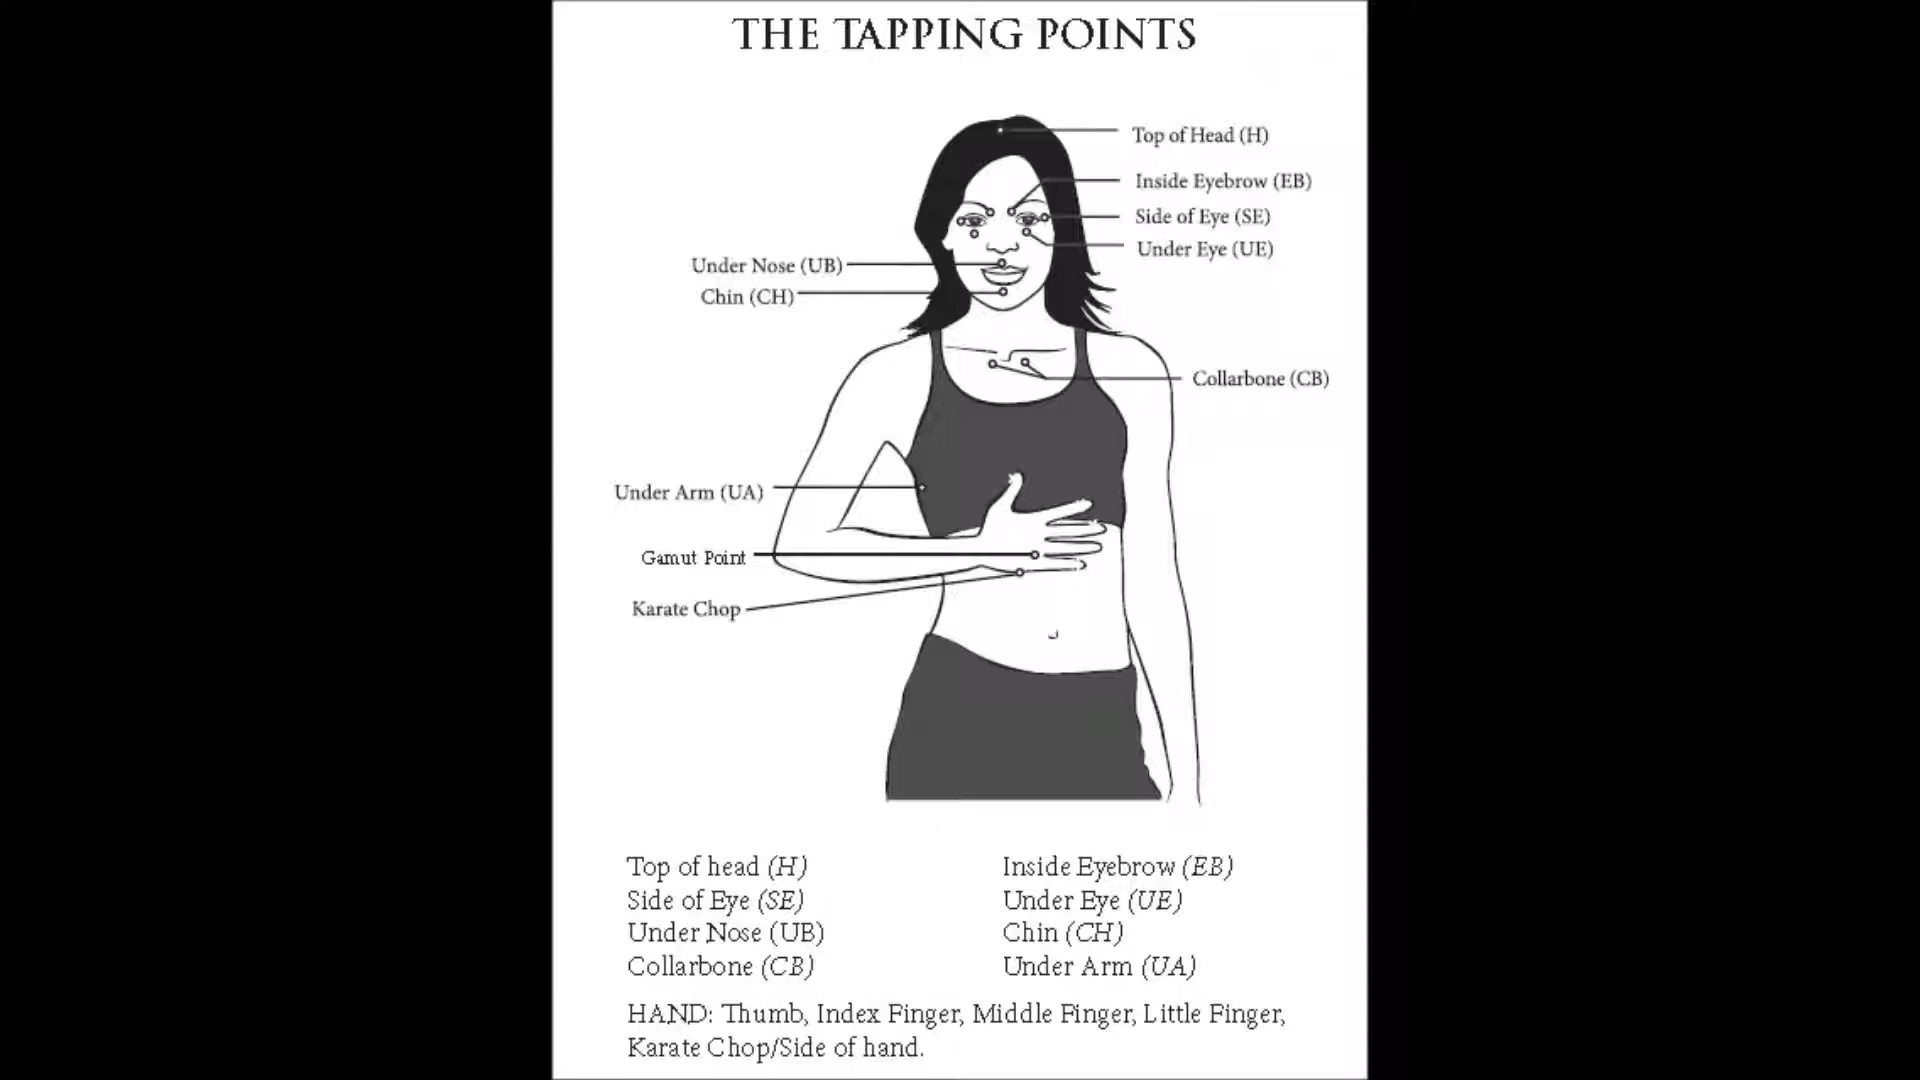 THE TAPPING POINTS
Top of Head (H)
Inside Eyebrow (EB)
Side of Eye (SE)
Under Eye (UE)
Under Nose (UB)
Chin (CH)
Collarbone (CB)
Under Arm (UA)
Gamut Point
Karate Chop
Top of head (H)
Inside Eyebrow (EB)
Side of Eye (SE)
Under Eye (UE)
Under Nose (UB)
Chin (CH)
Collarbone (CB)
Under Arm (UA)
HAND: Thumb, Index Finger, Middle Finger, Little Finger,
Karate Chop/Side of hand.